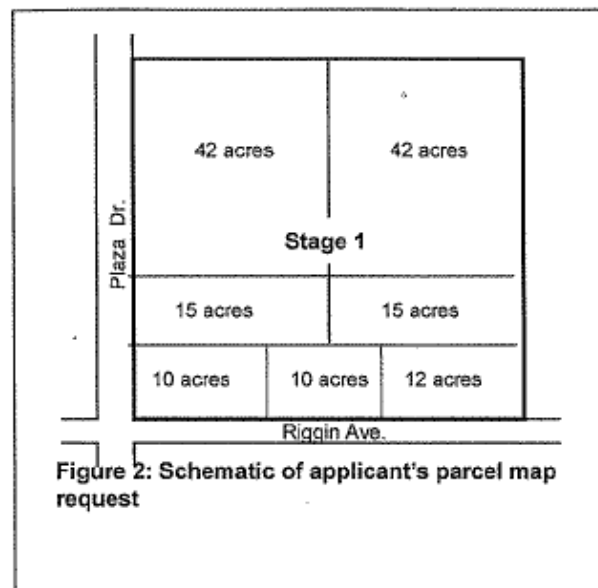 42 acres 42 acres
Plaza Dr.
Stage 1
15 acres 15 acres
10 acres 10 acres 12 acres
Riggin Ave.
Figure 2: Schematic of applicant's parcel map
request